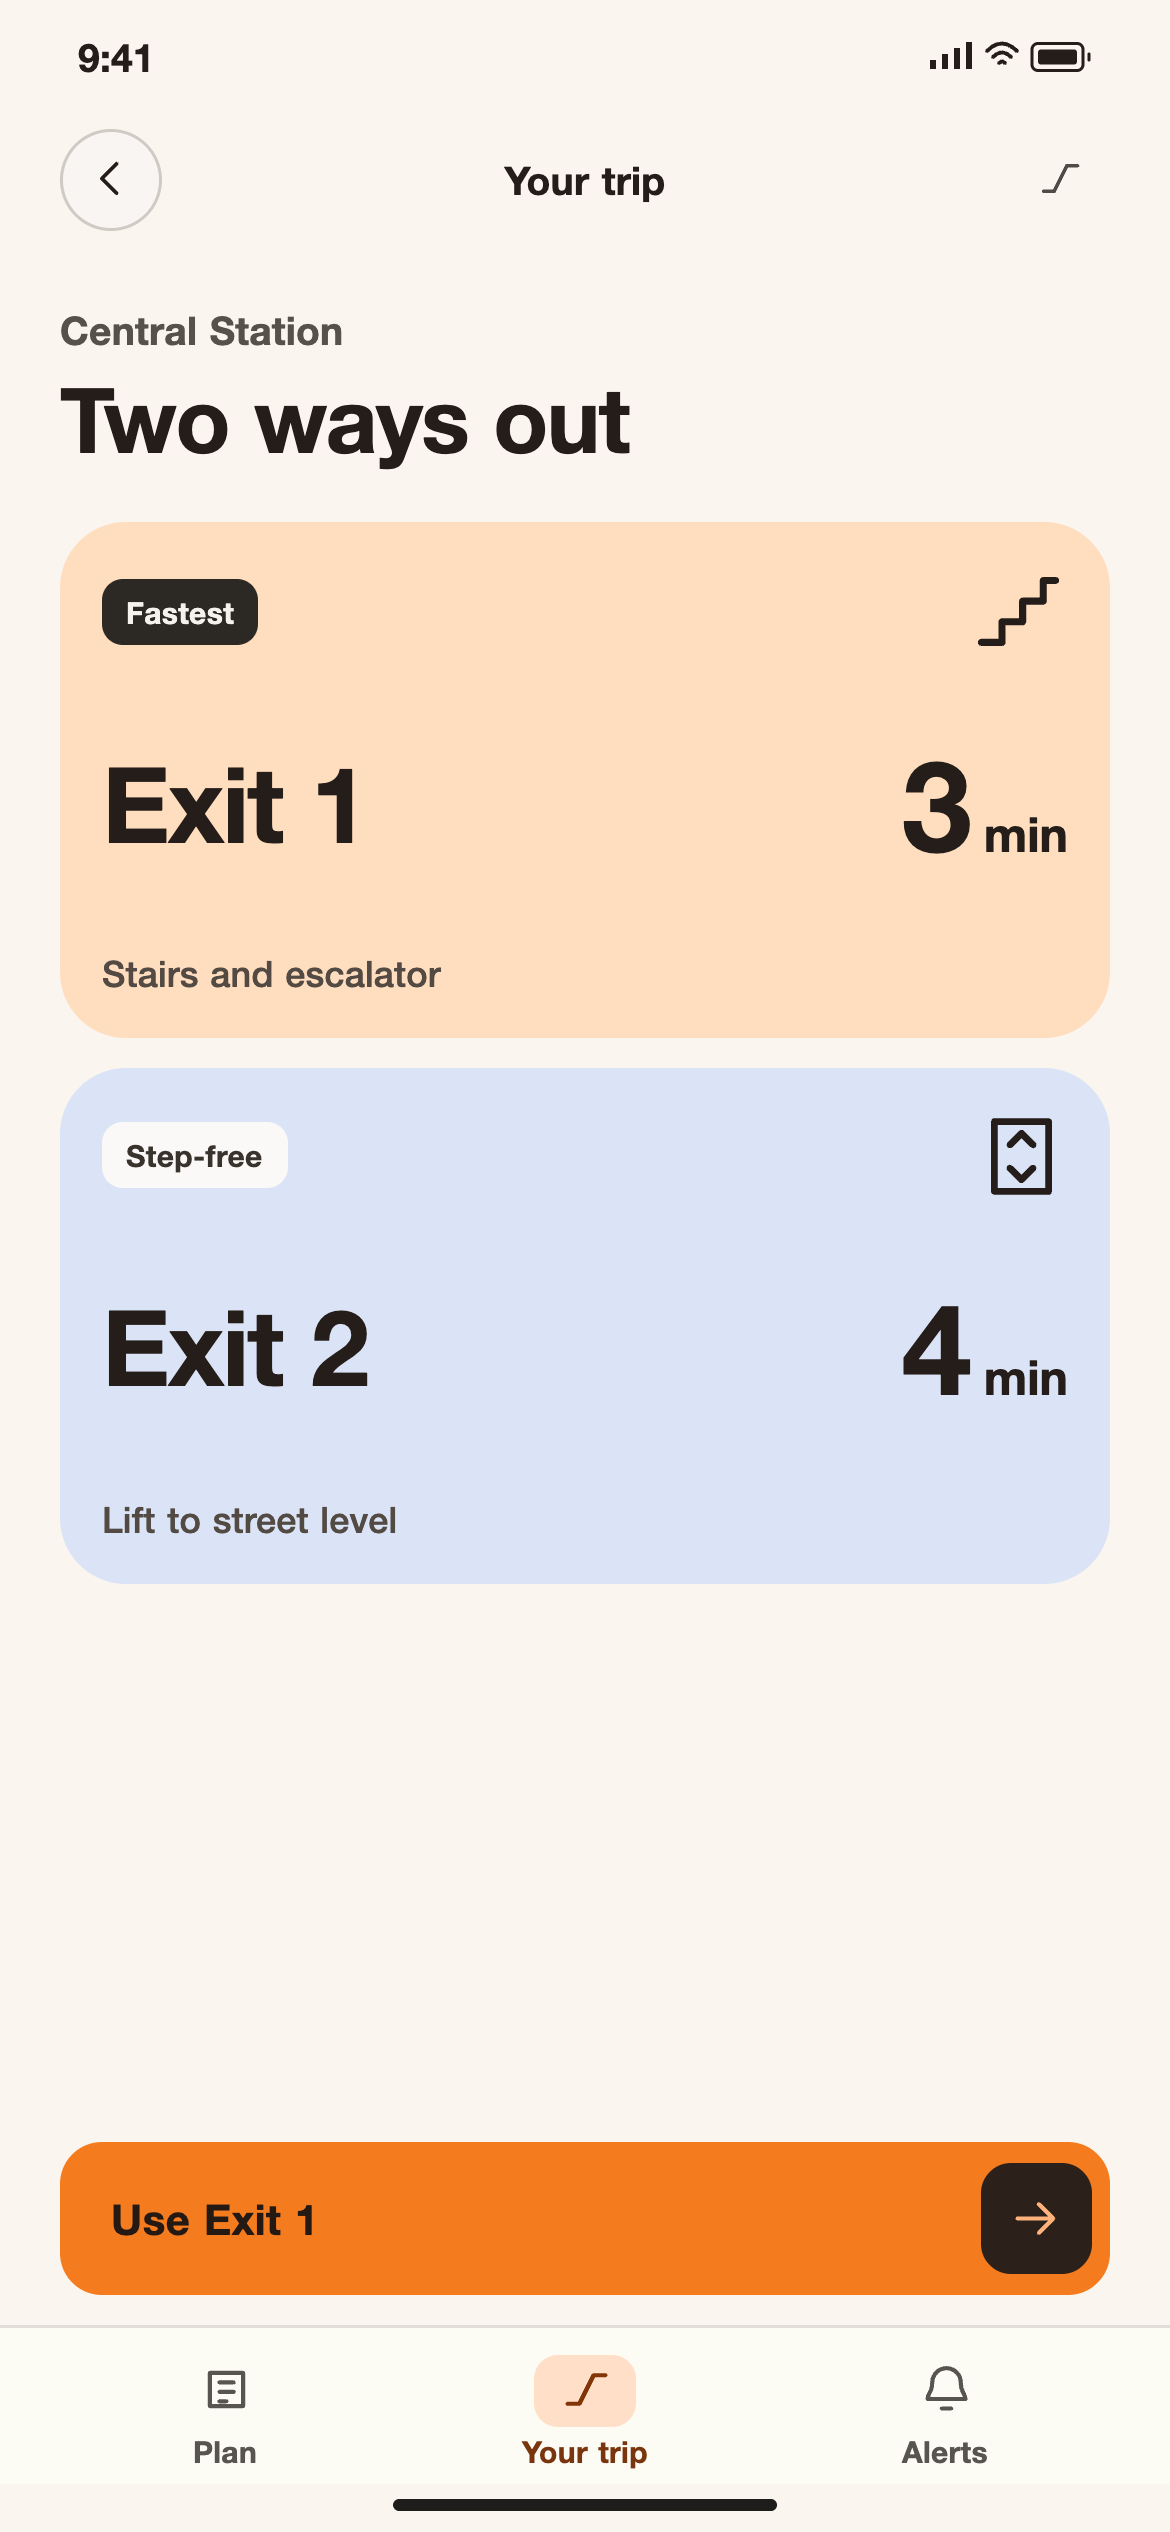 9:41
Your trip
Central Station
Two ways out
Fastest
Exit 1
3 min
Stairs and escalator
Step-free
Exit 2
4 min
Lift to street level
Use Exit 1
Plan
Your trip
Alerts